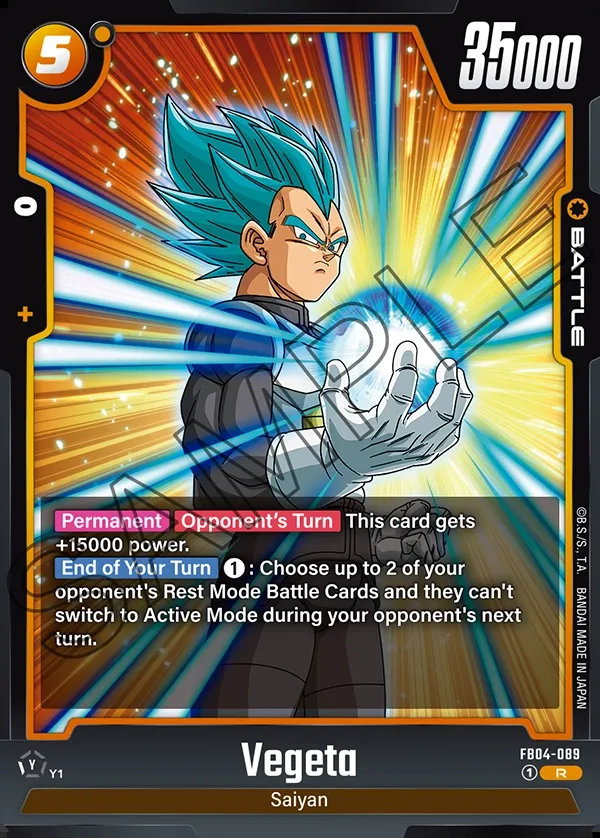 5
35000
0
+
BATTLE
SAMPLE
Permanent Opponent's Turn This card gets
+15000 power.
End of Your Turn 1 : Choose up to 2 of your
opponent's Rest Mode Battle Cards and they can't
switch to Active Mode during your opponent's next
turn.
©B.S./S., T.A. BANDAI MADE IN JAPAN
Y Y1
Vegeta
FB04-089
1 R
Saiyan